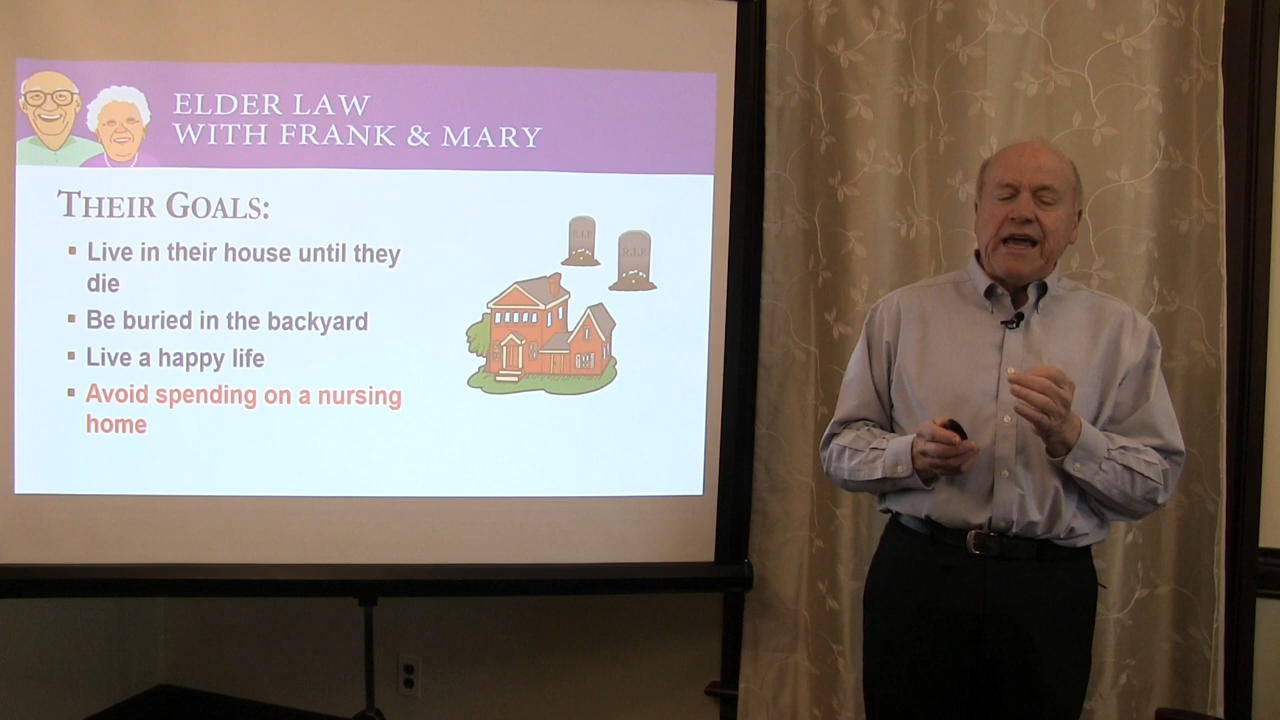 ELDER LAW
WITH FRANK & MARY
THEIR GOALS:
Live in their house until they
die
Be buried in the backyard
Live a happy life
Avoid spending on a nursing
home
R.I.P
R.I.P